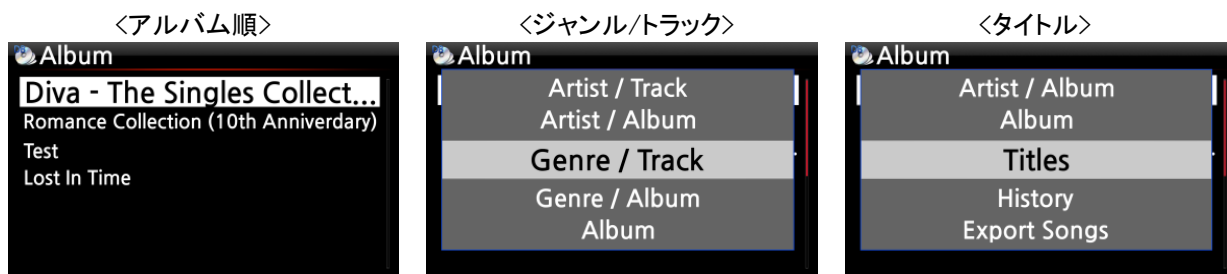 <アルバム順>
Album
Diva - The Singles Collect...
Romance Collection (10th Anniverdary)
Test
Lost In Time
<ジャンル/トラック>
Album
Artist / Track
Artist / Album
Genre / Track
Genre / Album
Album
<タイトル>
Album
Artist / Album
Album
Titles
History
Export Songs